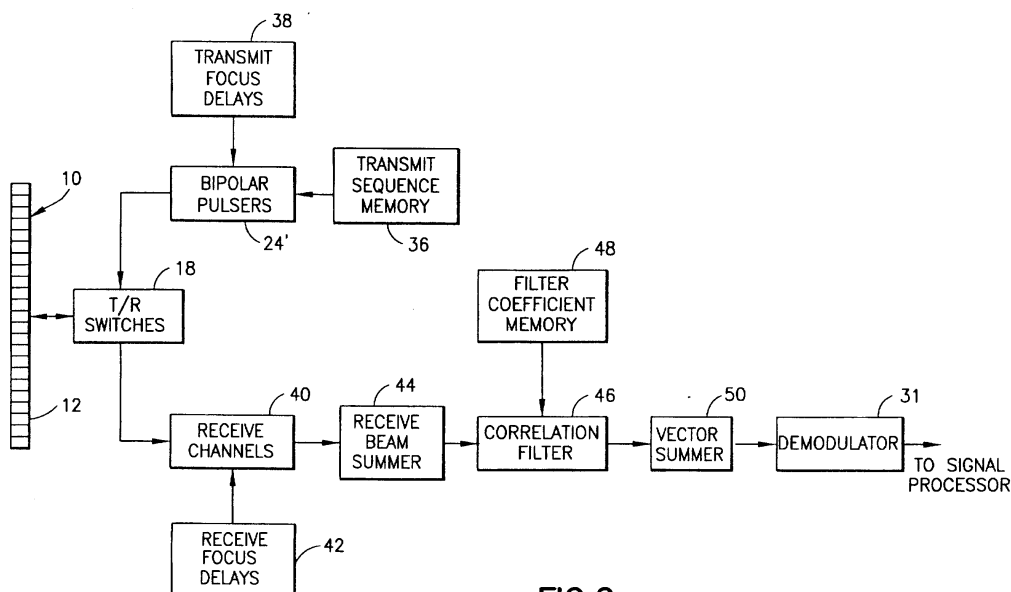 38
TRANSMIT
FOCUS
DELAYS
10
BIPOLAR
PULSERS
24'
TRANSMIT
SEQUENCE
MEMORY
36
18
T/R
SWITCHES
48
FILTER
COEFFICIENT
MEMORY
12
40
RECEIVE
CHANNELS
44
RECEIVE
BEAM
SUMMER
46
CORRELATION
FILTER
50
VECTOR
SUMMER
31
DEMODULATOR
TO SIGNAL
PROCESSOR
42
RECEIVE
FOCUS
DELAYS